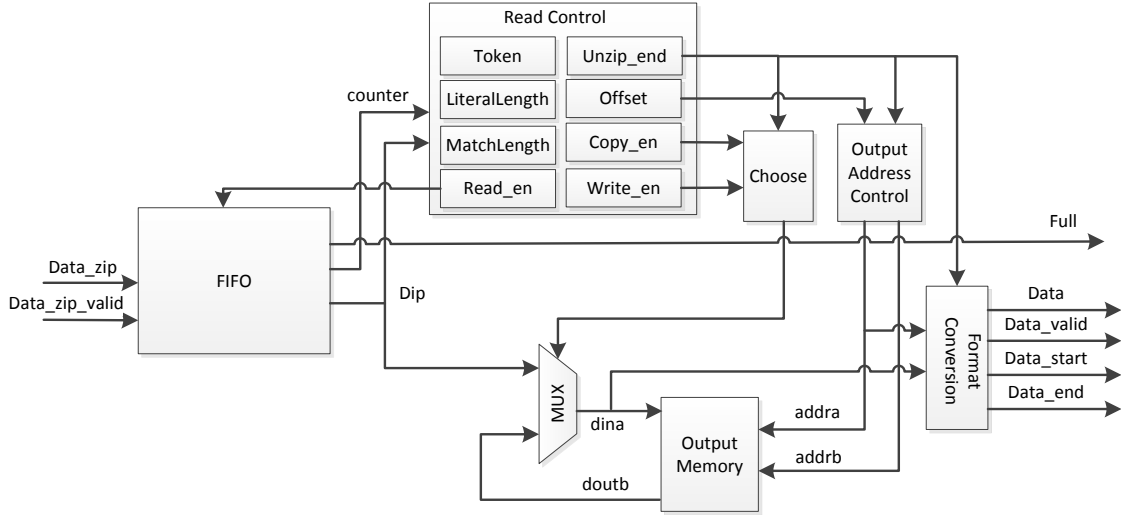 Read Control
Token
Unzip_end
counter
LiteralLength
Offset
MatchLength
Copy_en
Read_en
Write_en
Choose
Output
Address
Control
Full
Data_zip
FIFO
Data_zip_valid
Dip
Data
Data_valid
Data_start
Data_end
Format
Conversion
MUX
dina
addra
Output
Memory
addrb
doutb